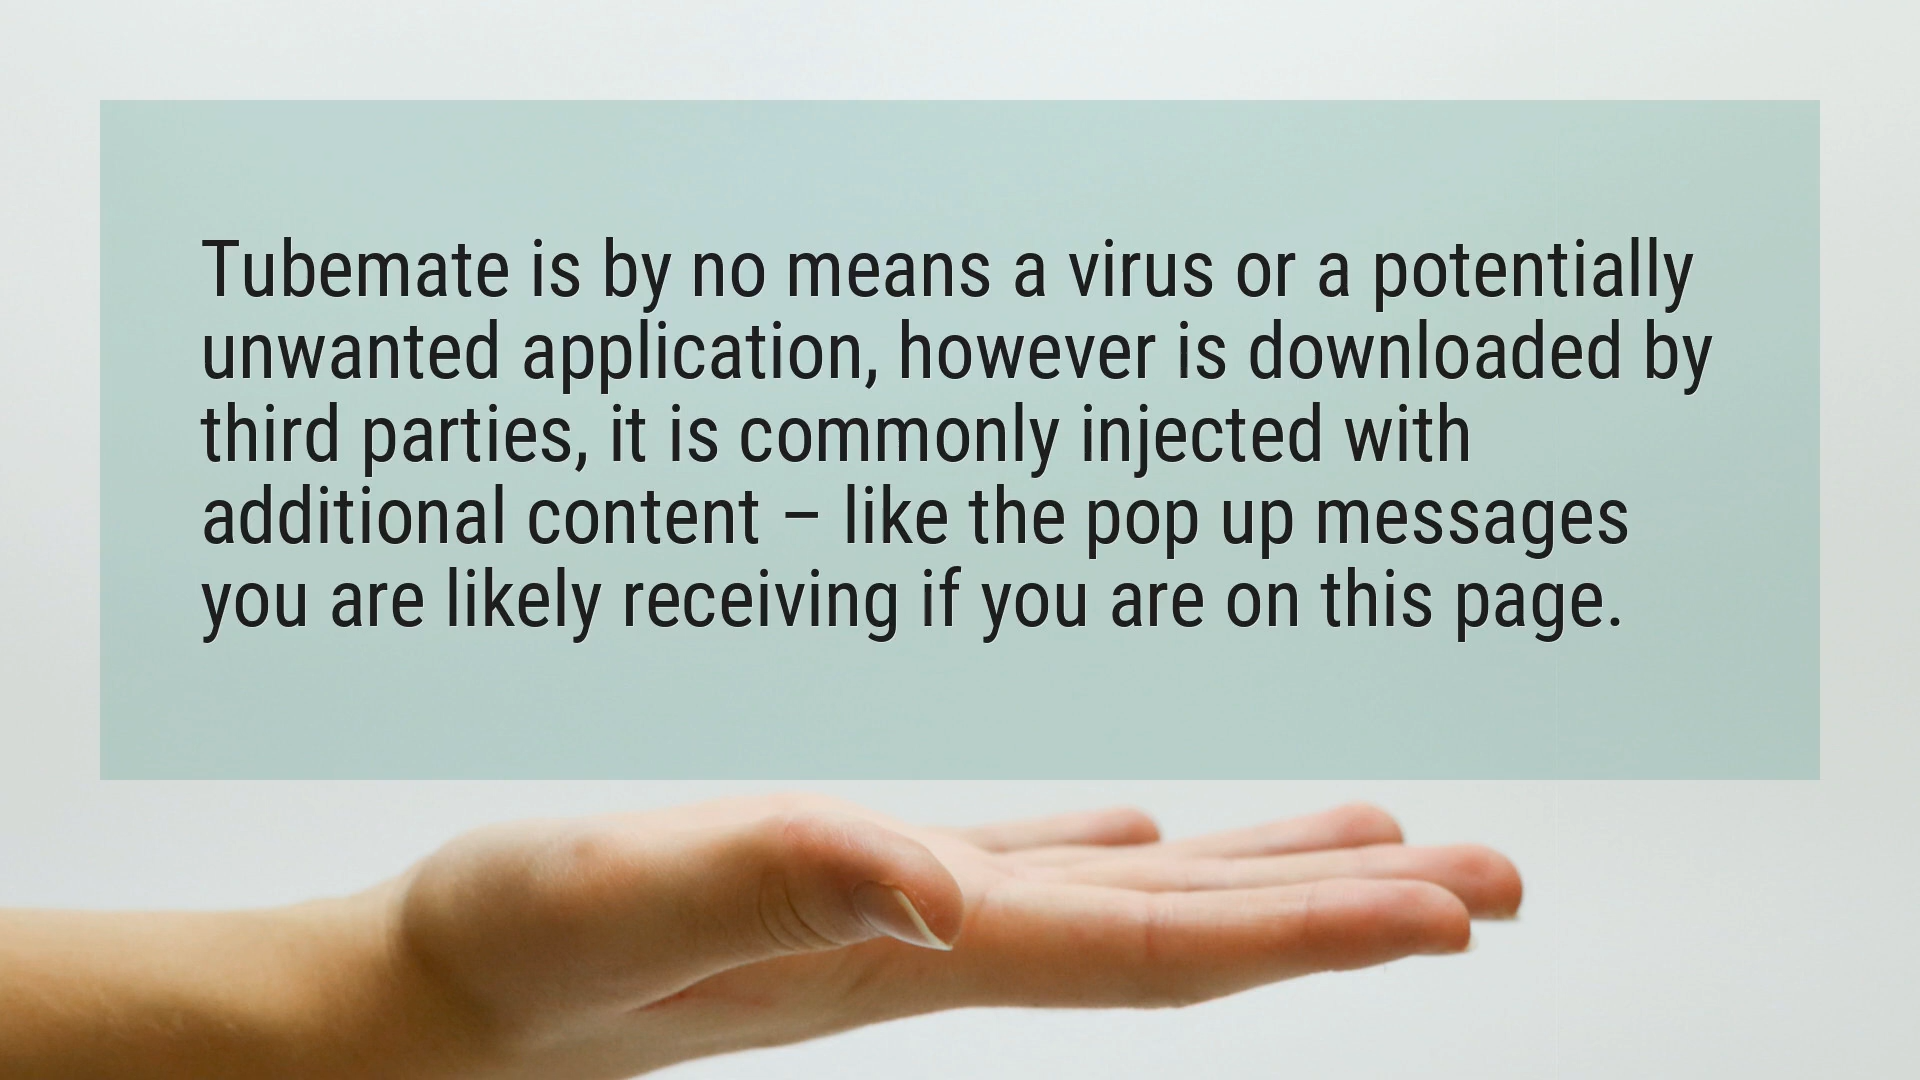 Tubemate is by no means a virus or a potentially
unwanted application, however is downloaded by
third parties, it is commonly injected with
additional content – like the pop up messages
you are likely receiving if you are on this page.